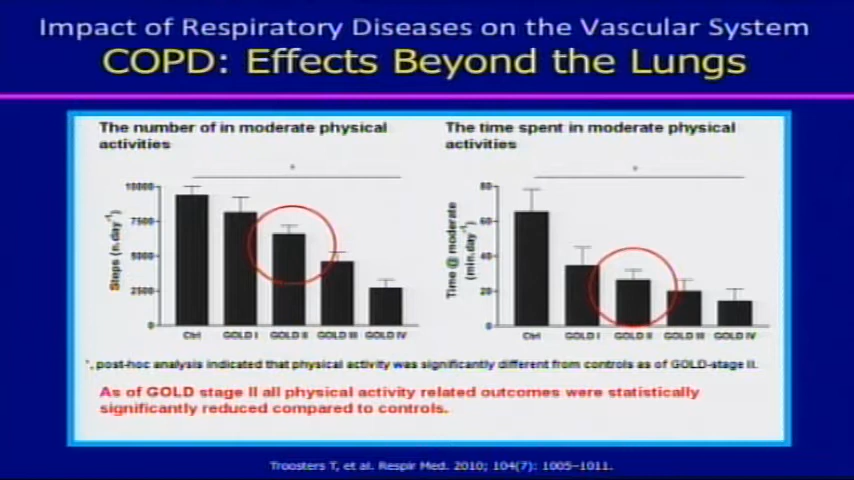 Impact of Respiratory Diseases on the Vascular System
COPD: Effects Beyond the Lungs
The number of in moderate physical
activities
*
10000
7500
5000
2500
0
Steps (n.day⁻¹)
Ctrl GOLD I GOLD II GOLD III GOLD IV
The time spent in moderate physical
activities
*
80
60
40
20
0
Time @ moderate
(min.day⁻¹)
Ctrl GOLD I GOLD II GOLD III GOLD IV
*, post-hoc analysis indicated that physical activity was significantly different from controls as of GOLD-stage II.
As of GOLD stage II all physical activity related outcomes were statistically
significantly reduced compared to controls.
Troosters T, et al. Respir Med. 2010; 104(7): 1005-1011.